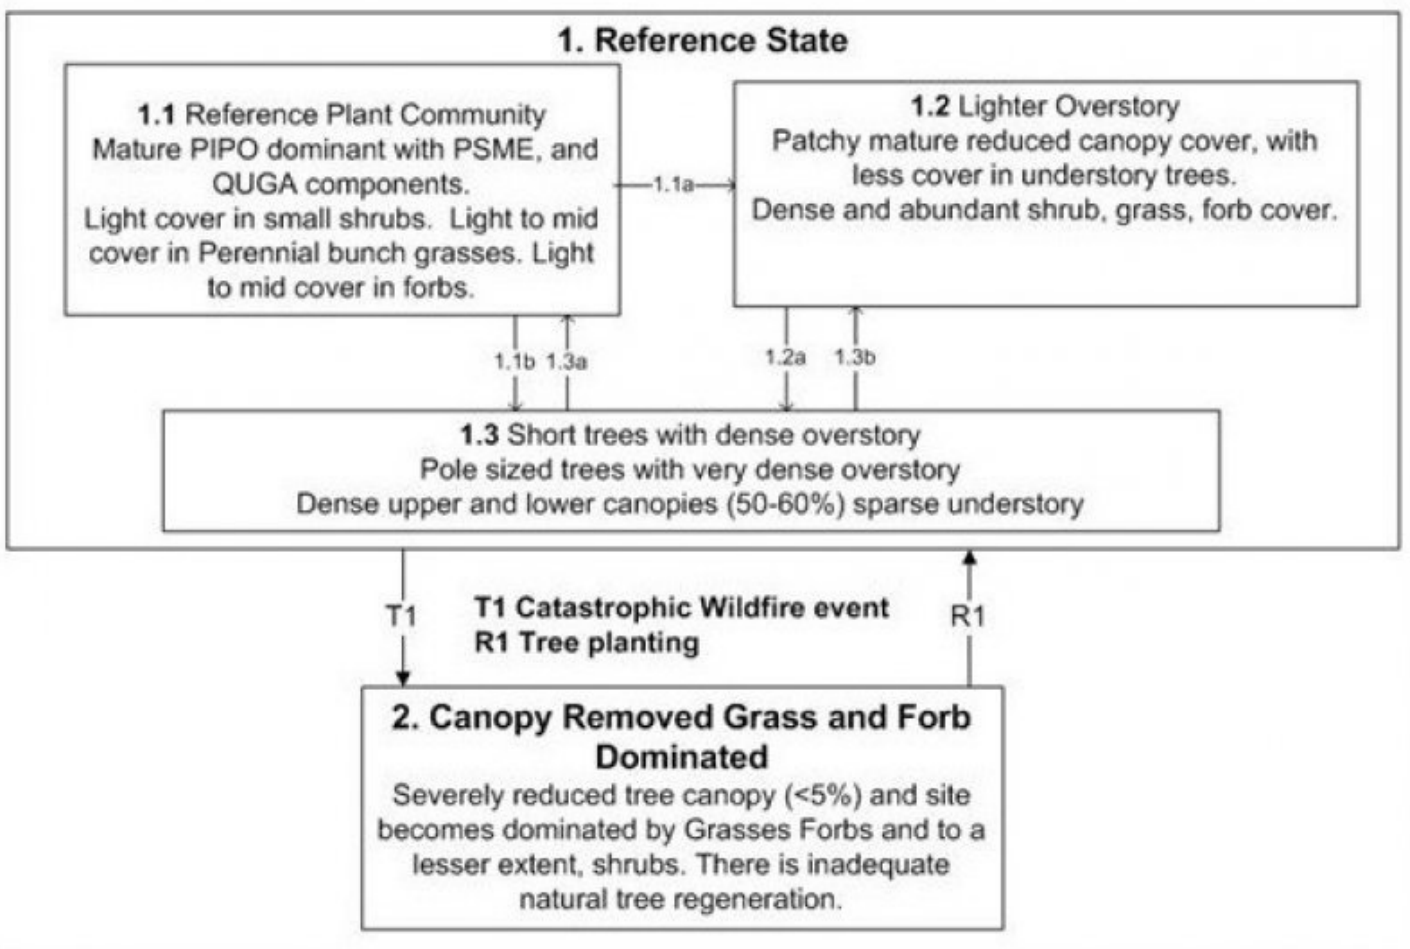 1. Reference State
1.1 Reference Plant Community
Mature PIPO dominant with PSME, and
QUGA components.
Light cover in small shrubs. Light to mid
cover in Perennial bunch grasses. Light
to mid cover in forbs.
1.1a
1.2 Lighter Overstory
Patchy mature reduced canopy cover, with
less cover in understory trees.
Dense and abundant shrub, grass, forb cover.
1.1b 1.3a
1.2a 1.3b
1.3 Short trees with dense overstory
Pole sized trees with very dense overstory
Dense upper and lower canopies (50-60%) sparse understory
T1
T1 Catastrophic Wildfire event
R1 Tree planting
R1
2. Canopy Removed Grass and Forb
Dominated
Severely reduced tree canopy (<5%) and site
becomes dominated by Grasses Forbs and to a
lesser extent, shrubs. There is inadequate
natural tree regeneration.